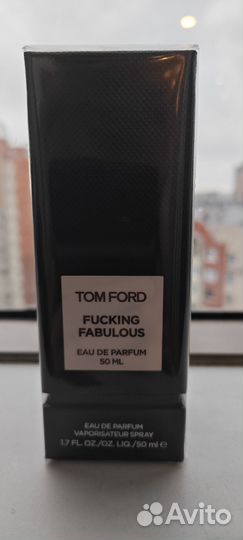 TOM FORD
FUCKING
FABULOUS
EAU DE PARFUM
50 ML
EAU DE PARFUM
VAPORISATEUR SPRAY
1.7 FL. OZ./OZ. LIQ./50 ml e
Avito